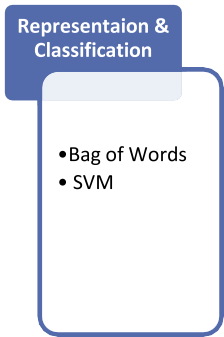 Representaion &
Classification
•Bag of Words
• SVM